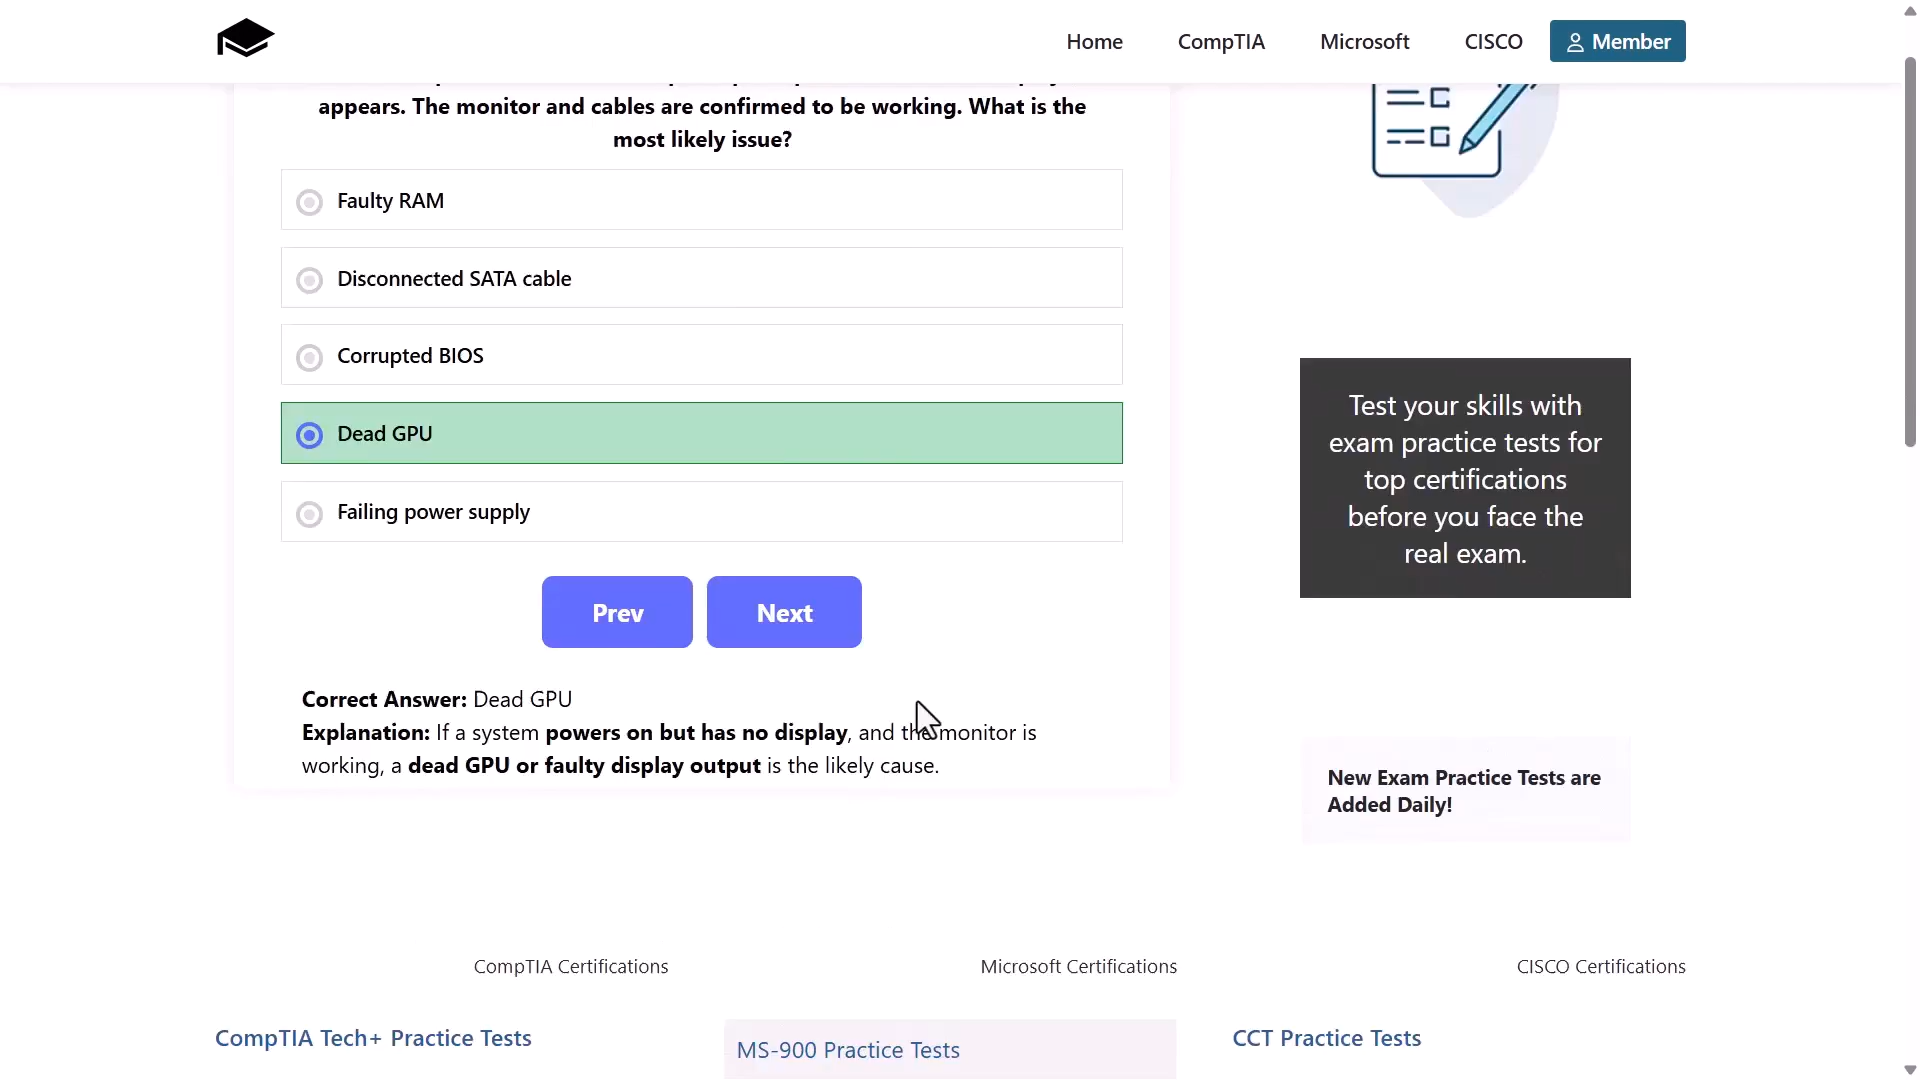 Home
CompTIA
Microsoft
CISCO
Member
appears. The monitor and cables are confirmed to be working. What is the
most likely issue?
Faulty RAM
Disconnected SATA cable
Corrupted BIOS
Dead GPU
Failing power supply
Prev
Next
Correct Answer: Dead GPU
Explanation: If a system powers on but has no display, and the monitor is
working, a dead GPU or faulty display output is the likely cause.
Test your skills with
exam practice tests for
top certifications
before you face the
real exam.
New Exam Practice Tests are
Added Daily!
CompTIA Certifications
Microsoft Certifications
CISCO Certifications
CompTIA Tech+ Practice Tests
MS-900 Practice Tests
CCT Practice Tests